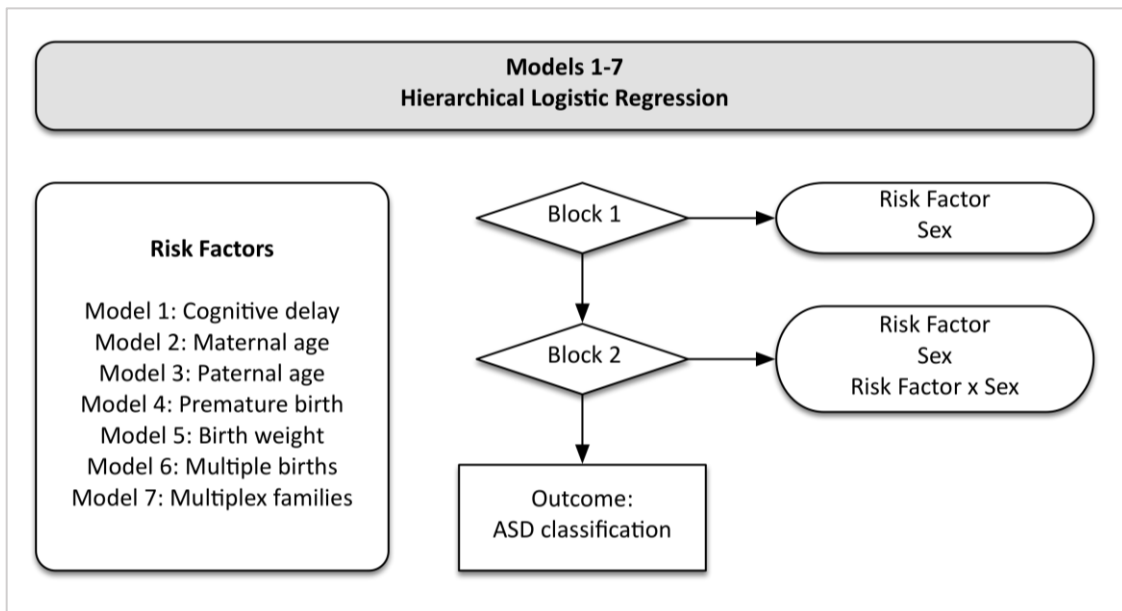 Models 1-7
Hierarchical Logistic Regression
Risk Factors
Model 1: Cognitive delay
Model 2: Maternal age
Model 3: Paternal age
Model 4: Premature birth
Model 5: Birth weight
Model 6: Multiple births
Model 7: Multiplex families
Block 1
Risk Factor
Sex
Block 2
Risk Factor
Sex
Risk Factor x Sex
Outcome:
ASD classification